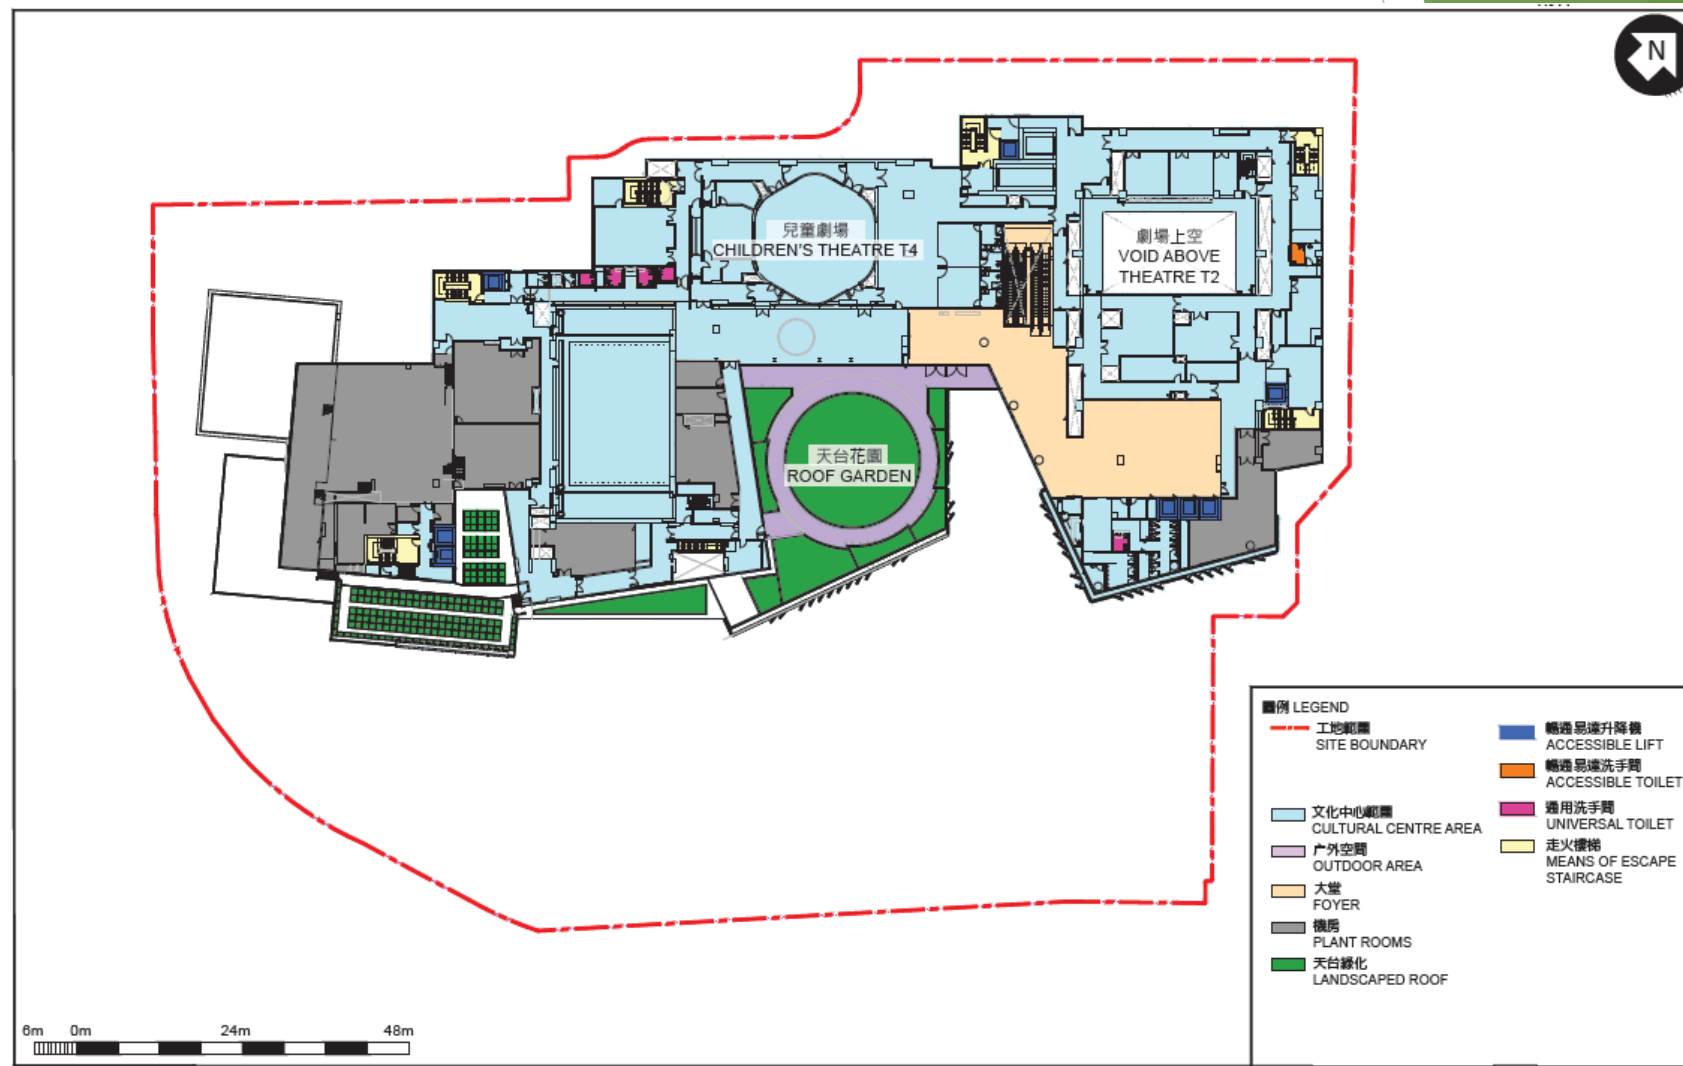 N
兒童劇場
CHILDREN'S THEATRE T4
劇場上空
VOID ABOVE
THEATRE T2
天台花園
ROOF GARDEN
圖例 LEGEND
工地範圍
SITE BOUNDARY
文化中心範圍
CULTURAL CENTRE AREA
户外空間
OUTDOOR AREA
大堂
FOYER
機房
PLANT ROOMS
天台綠化
LANDSCAPED ROOF
暢通易達升降機
ACCESSIBLE LIFT
暢通易達洗手間
ACCESSIBLE TOILET
通用洗手間
UNIVERSAL TOILET
走火樓梯
MEANS OF ESCAPE
STAIRCASE
6m 0m 24m 48m